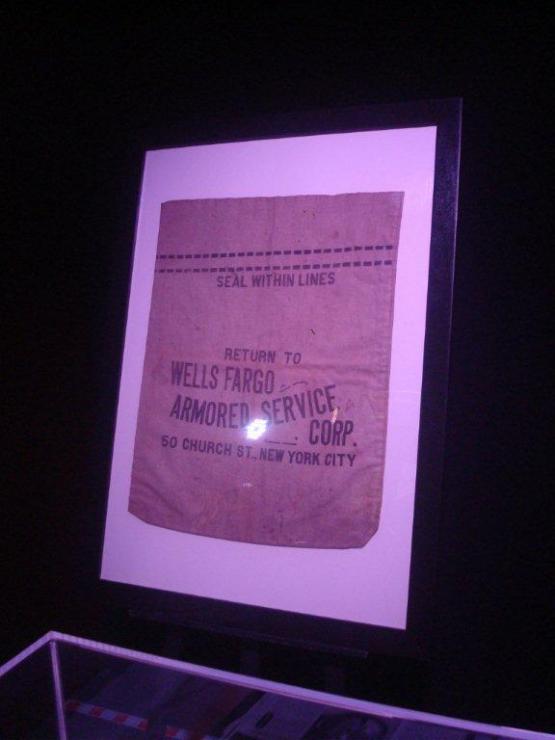 SEAL WITHIN LINES
RETURN TO
WELLS FARGO
ARMORED SERVICE
CORP.
50 CHURCH ST., NEW YORK CITY